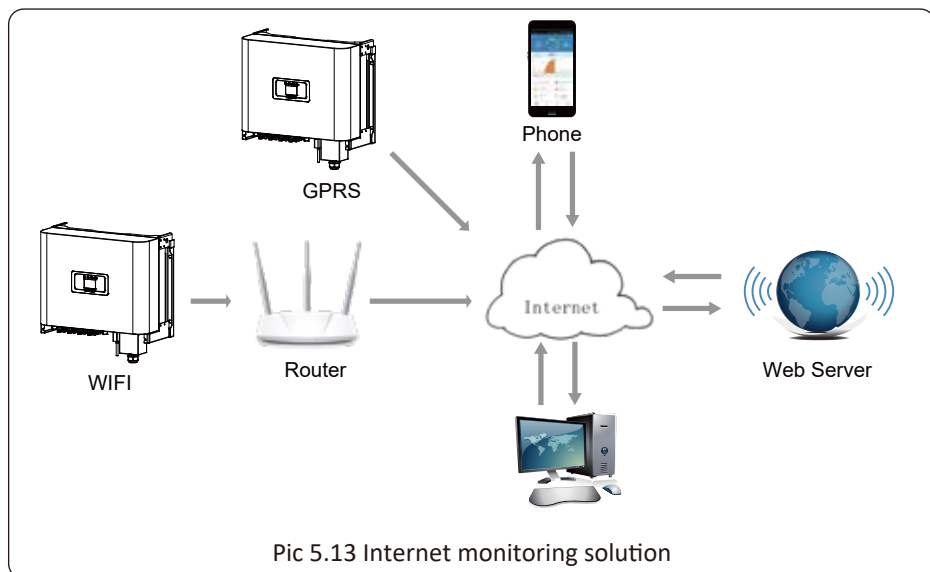 Phone
GPRS
Internet
WIFI
Router
Web Server
Pic 5.13 Internet monitoring solution